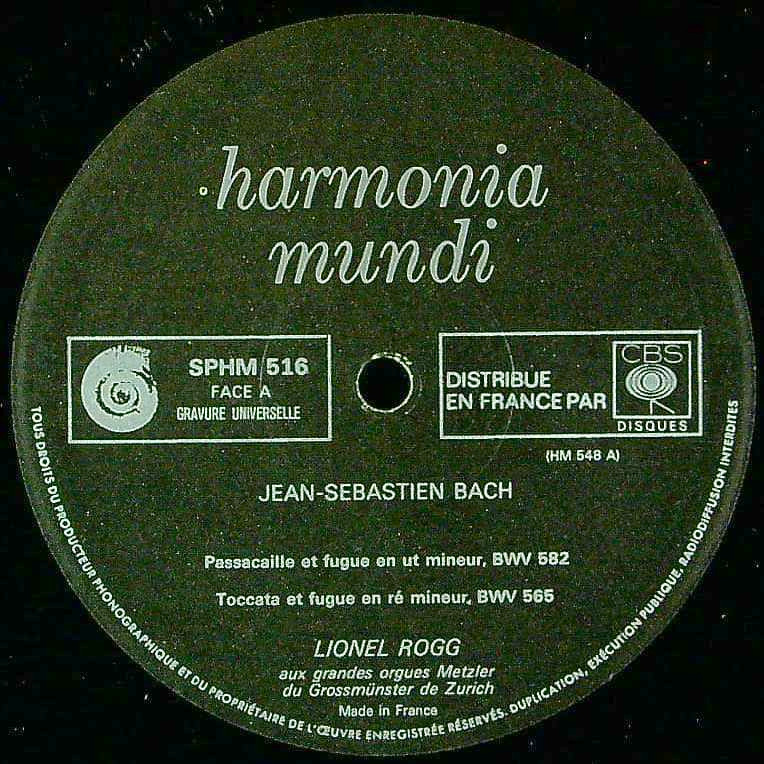 harmonia
mundi
SPHM 516
FACE A
GRAVURE UNIVERSELLE
DISTRIBUE
EN FRANCE PAR
CBS
DISQUES
(HM 548 A)
JEAN-SEBASTIEN BACH
Passacaille et fugue en ut mineur, BWV 582
Toccata et fugue en ré mineur, BWV 565
LIONEL ROGG
aux grandes orgues Metzler
du Grossmünster de Zurich
Made in France
TOUS DROITS DU PRODUCTEUR PHONOGRAPHIQUE ET DU PROPRIÉTAIRE DE L'ŒUVRE ENREGISTRÉE RÉSERVÉS. DUPLICATION, EXÉCUTION PUBLIQUE, RADIODIFFUSION INTERDITES